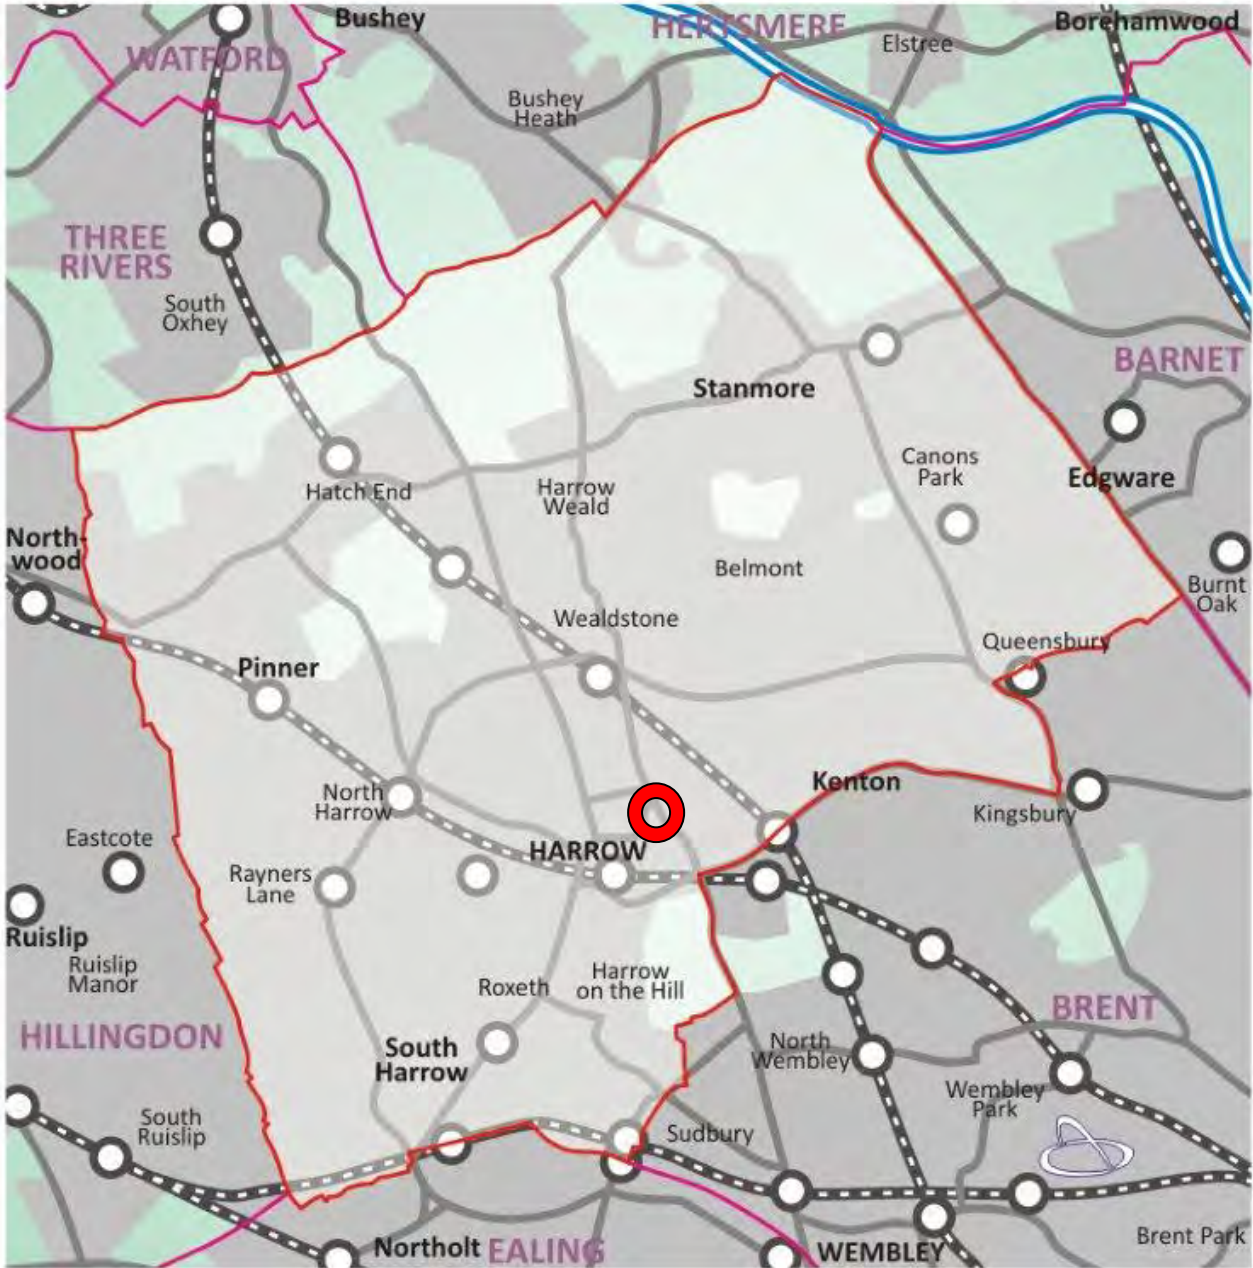 Bushey
HERTSMERE
Borehamwood
Elstree
WATFORD
Bushey
Heath
THREE
RIVERS
South
Oxhey
BARNET
Stanmore
Canons
Park
Edgware
Hatch End
Harrow
Weald
North-
wood
Belmont
Burnt
Oak
Wealdstone
Queensbury
Pinner
Kenton
North
Harrow
Kingsbury
Eastcote
HARROW
Rayners
Lane
Ruislip
Ruislip
Manor
Roxeth
Harrow
on the Hill
BRENT
HILLINGDON
South
Harrow
North
Wembley
Wembley
Park
South
Ruislip
Sudbury
Brent Park
Northolt
EALING
WEMBLEY